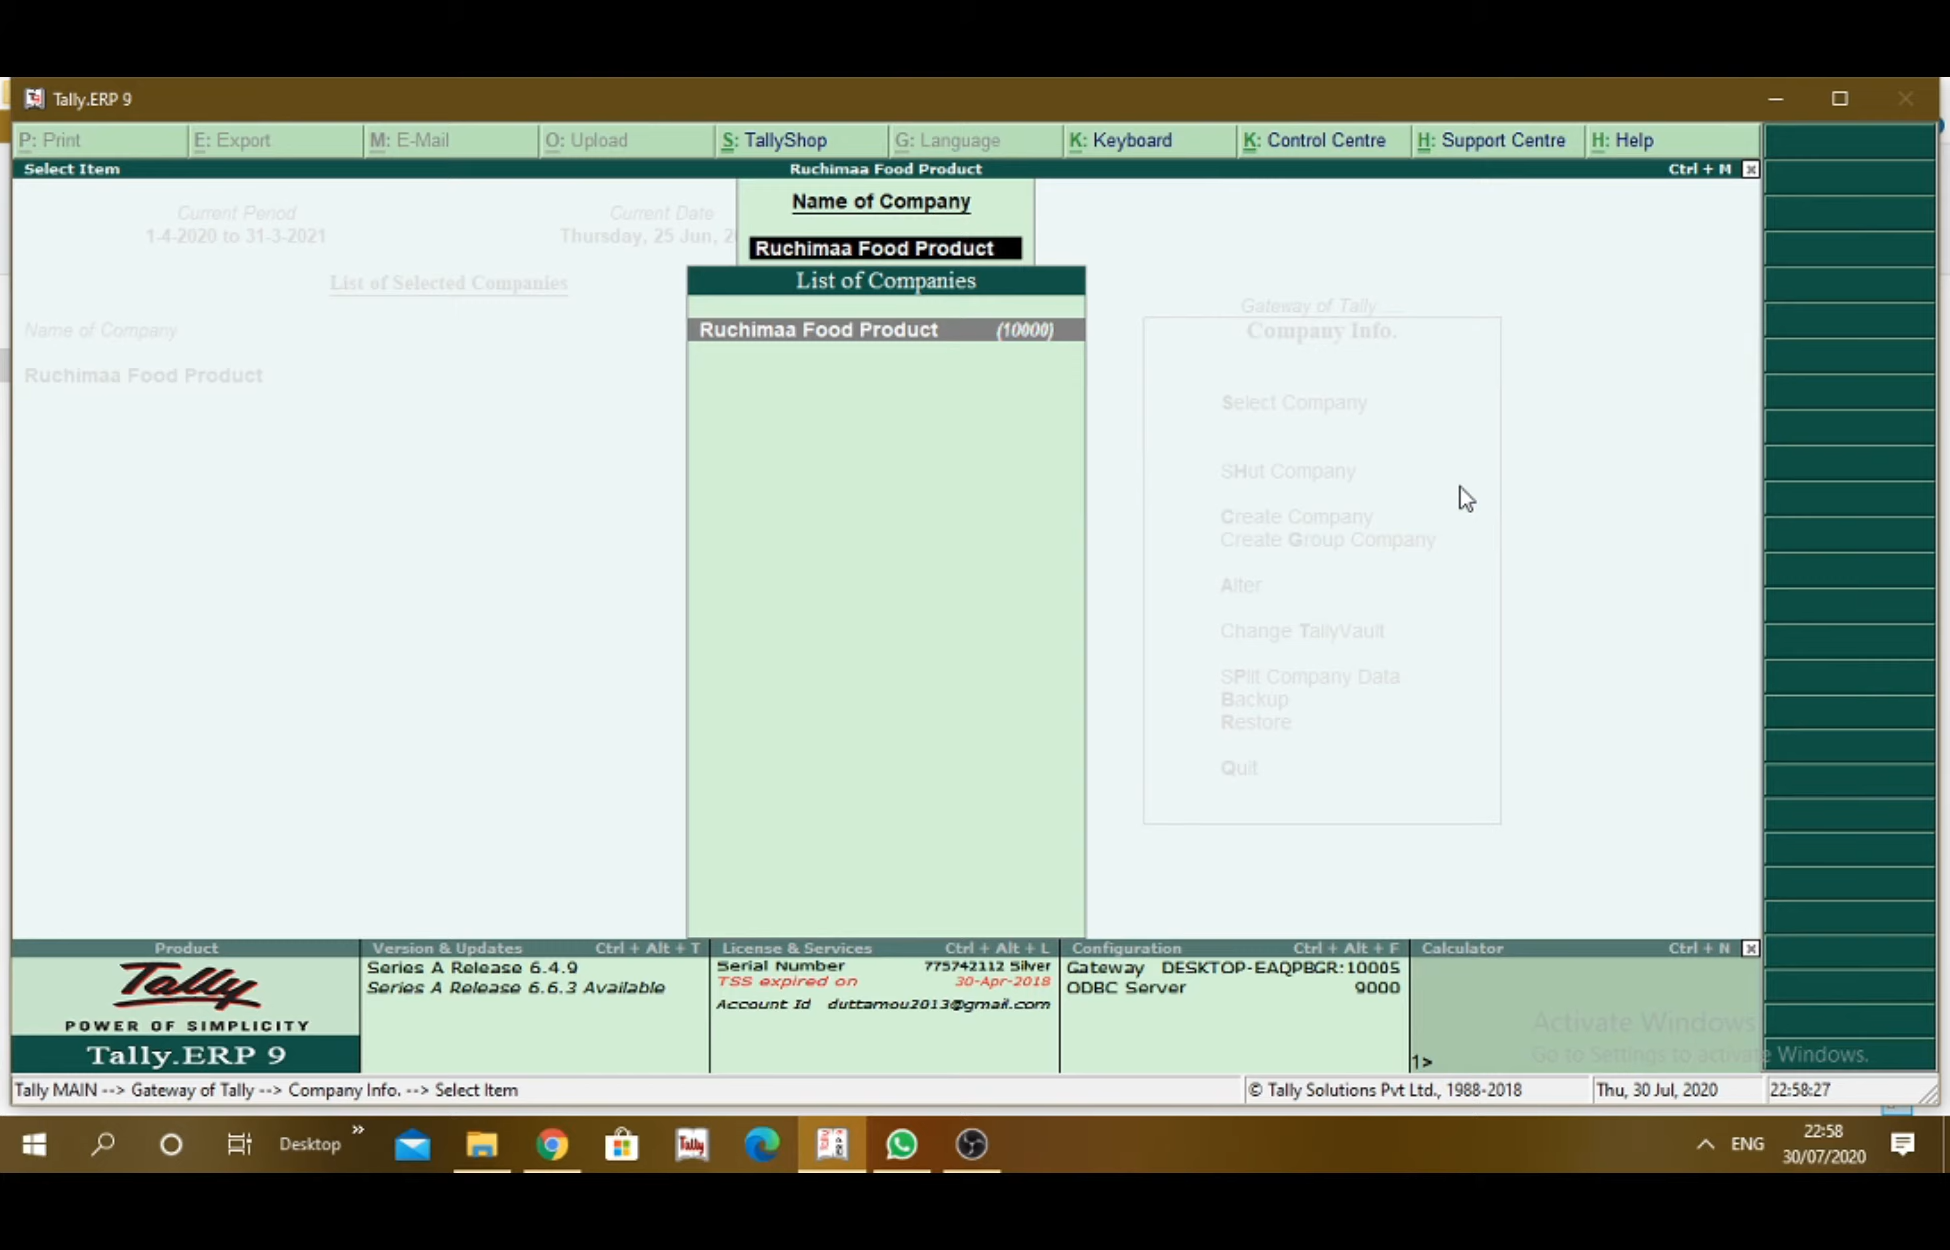 Tally.ERP 9
P: Print E: Export M: E-Mail O: Upload S: TallyShop G: Language K: Keyboard K: Control Centre H: Support Centre H: Help
Select Item Ruchimaa Food Product Ctrl + M
Name of Company
Ruchimaa Food Product
Current Period Current Date
1-4-2020 to 31-3-2021 Thursday, 25 Jun,
List of Selected Companies
Name of Company
Ruchimaa Food Product
List of Companies
Ruchimaa Food Product (10000)
Gateway of Tally ......
Company Info.
Select Company
SHut Company
Create Company
Create Group Company
Alter
Change TallyVault
SPlit Company Data
Backup
Restore
Quit
Product
Tally
POWER OF SIMPLICITY
Tally.ERP 9
Version & Updates Ctrl + Alt + T
Series A Release 6.4.9
Series A Release 6.6.3 Available
License & Services Ctrl + Alt + L
Serial Number 775742112 Silver
TSS expired on 30-Apr-2018
Account Id duttamou2013@gmail.com
Configuration Ctrl + Alt + F
Gateway DESKTOP-EAQPBGR:10005
ODBC Server 9000
Calculator Ctrl + N
1>
Activate Windows
Go to Settings to activate Windows.
Tally MAIN --> Gateway of Tally --> Company Info. --> Select Item © Tally Solutions Pvt Ltd., 1988-2018 Thu, 30 Jul, 2020 22:58:27
Desktop
Tally
ENG
22:58
30/07/2020